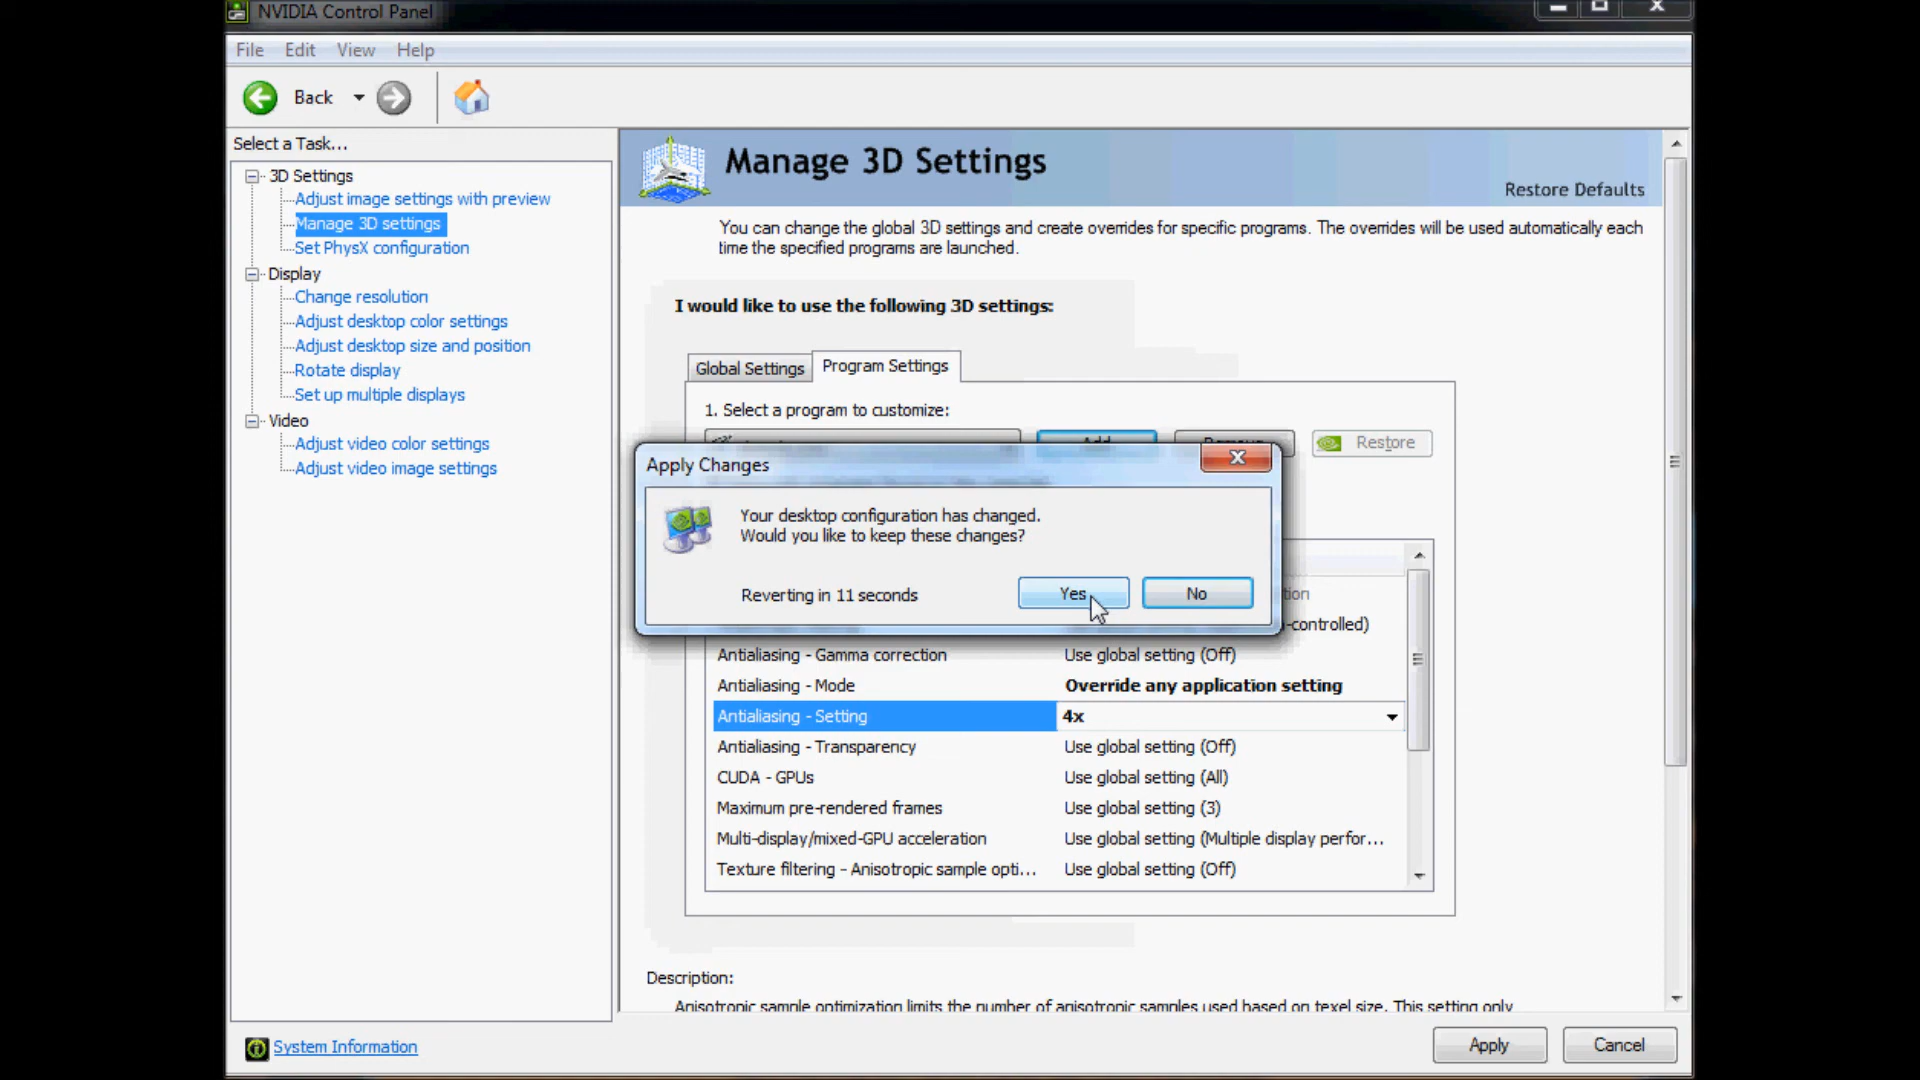 NVIDIA Control Panel
File Edit View Help
Back
Select a Task...
3D Settings
Adjust image settings with preview
Manage 3D settings
Set PhysX configuration
Display
Change resolution
Adjust desktop color settings
Adjust desktop size and position
Rotate display
Set up multiple displays
Video
Adjust video color settings
Adjust video image settings
System Information
Manage 3D Settings
Restore Defaults
You can change the global 3D settings and create overrides for specific programs. The overrides will be used automatically each
time the specified programs are launched.
I would like to use the following 3D settings:
Global Settings Program Settings
1. Select a program to customize:
Add Remove Restore
Apply Changes
Your desktop configuration has changed.
Would you like to keep these changes?
Reverting in 11 seconds
Yes No
-controlled)
Antialiasing - Gamma correction Use global setting (Off)
Antialiasing - Mode Override any application setting
Antialiasing - Setting 4x
Antialiasing - Transparency Use global setting (Off)
CUDA - GPUs Use global setting (All)
Maximum pre-rendered frames Use global setting (3)
Multi-display/mixed-GPU acceleration Use global setting (Multiple display perfor...
Texture filtering - Anisotropic sample opti... Use global setting (Off)
Description:
Anisotropic sample optimization limits the number of anisotropic samples used based on texel size. This setting only
Apply Cancel